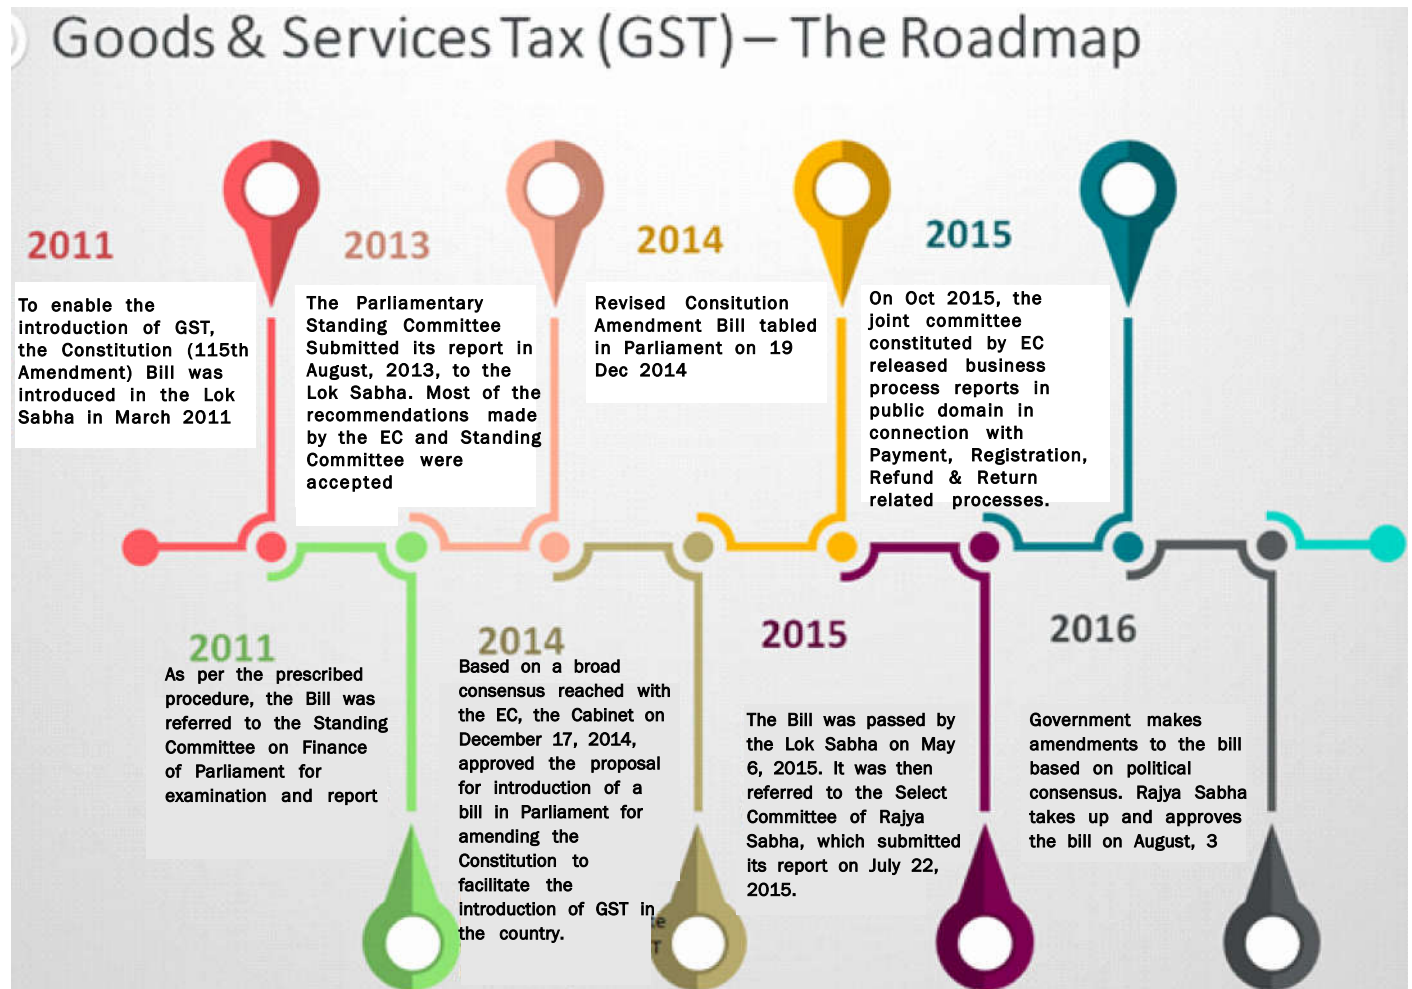 Goods & Services Tax (GST) – The Roadmap
2011
To enable the
introduction of GST,
the Constitution (115th
Amendment) Bill was
introduced in the Lok
Sabha in March 2011
2013
The Parliamentary
Standing Committee
Submitted its report in
August, 2013, to the
Lok Sabha. Most of the
recommendations made
by the EC and Standing
Committee were
accepted
2014
Revised Consitution
Amendment Bill tabled
in Parliament on 19
Dec 2014
2015
On Oct 2015, the
joint committee
constituted by EC
released business
process reports in
public domain in
connection with
Payment, Registration,
Refund & Return
related processes.
2011
As per the prescribed
procedure, the Bill was
referred to the Standing
Committee on Finance
of Parliament for
examination and report
2014
Based on a broad
consensus reached with
the EC, the Cabinet on
December 17, 2014,
approved the proposal
for introduction of a
bill in Parliament for
amending the
Constitution to
facilitate the
introduction of GST in
the country.
2015
The Bill was passed by
the Lok Sabha on May
6, 2015. It was then
referred to the Select
Committee of Rajya
Sabha, which submitted
its report on July 22,
2015.
2016
Government makes
amendments to the bill
based on political
consensus. Rajya Sabha
takes up and approves
the bill on August, 3